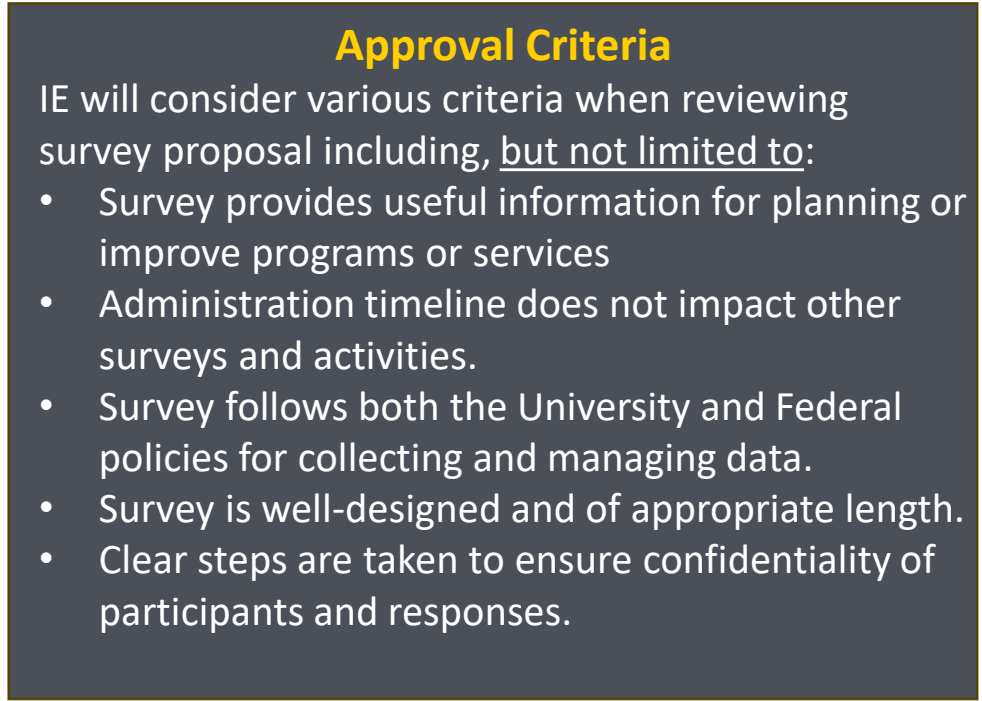 Approval Criteria
IE will consider various criteria when reviewing
survey proposal including, but not limited to:
• Survey provides useful information for planning or
improve programs or services
• Administration timeline does not impact other
surveys and activities.
• Survey follows both the University and Federal
policies for collecting and managing data.
• Survey is well-designed and of appropriate length.
• Clear steps are taken to ensure confidentiality of
participants and responses.